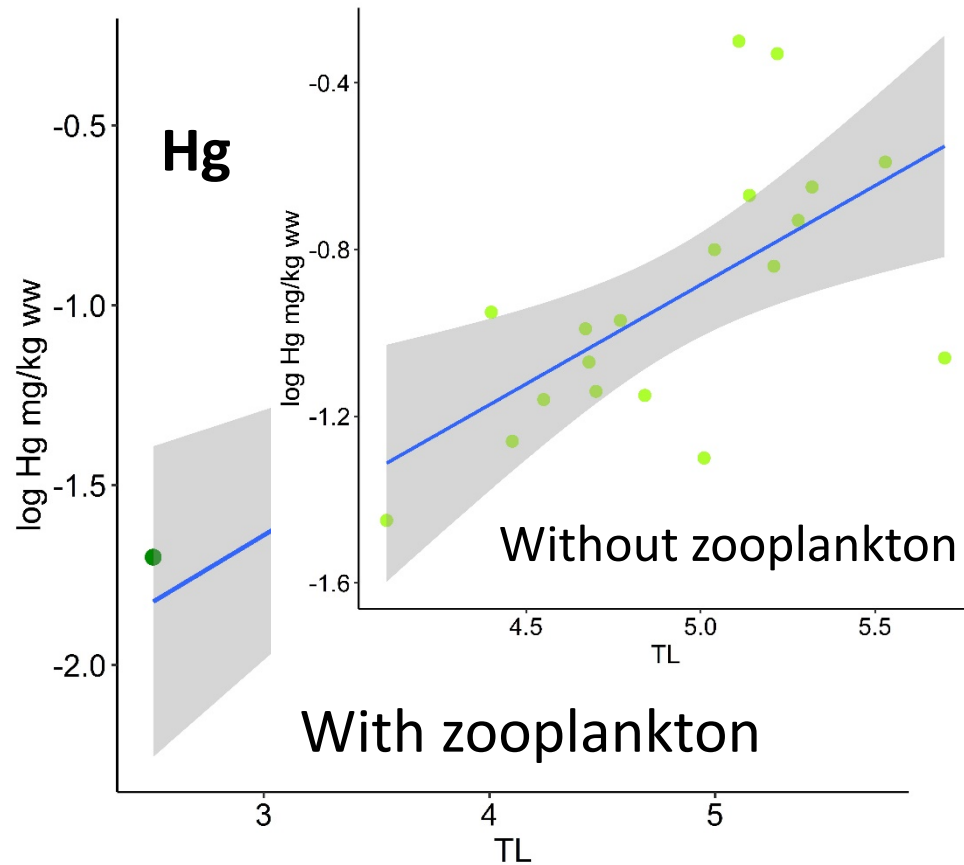 Hg
log Hg mg/kg ww
-0.5
-1.0
-1.5
-2.0
3
4
5
TL
With zooplankton
log Hg mg/kg ww
-0.4
-0.8
-1.2
-1.6
4.5
5.0
5.5
TL
Without zooplankton